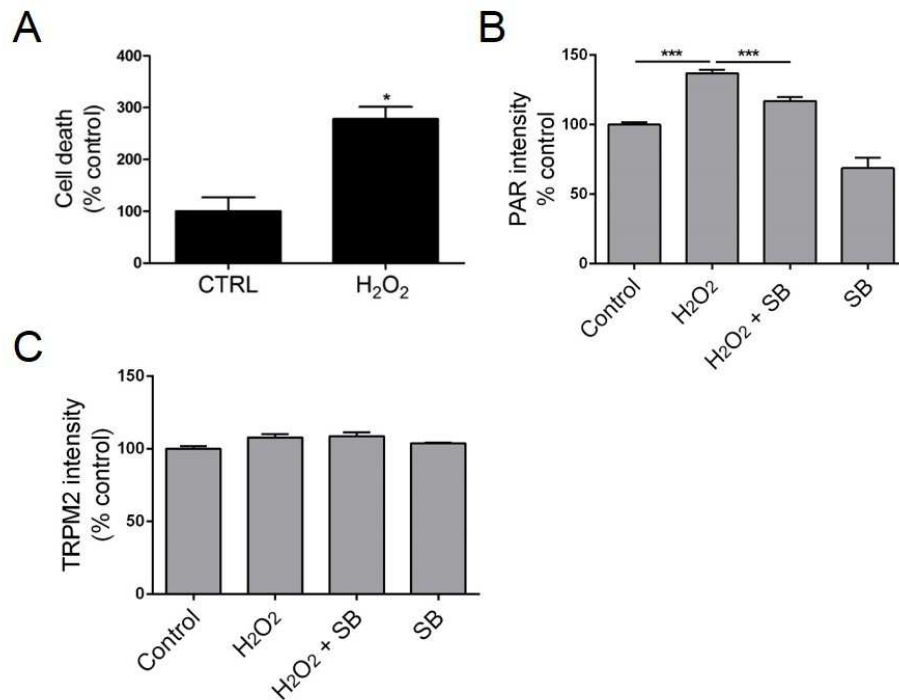 A
Cell death
(% control)
400
300
200
100
0
*
CTRL
H₂O₂
B
PAR intensity
% control
150
100
50
0
***
***
Control
H₂O₂
H₂O₂ + SB
SB
C
TRPM2 intensity
(% control)
150
100
50
0
Control
H₂O₂
H₂O₂ + SB
SB